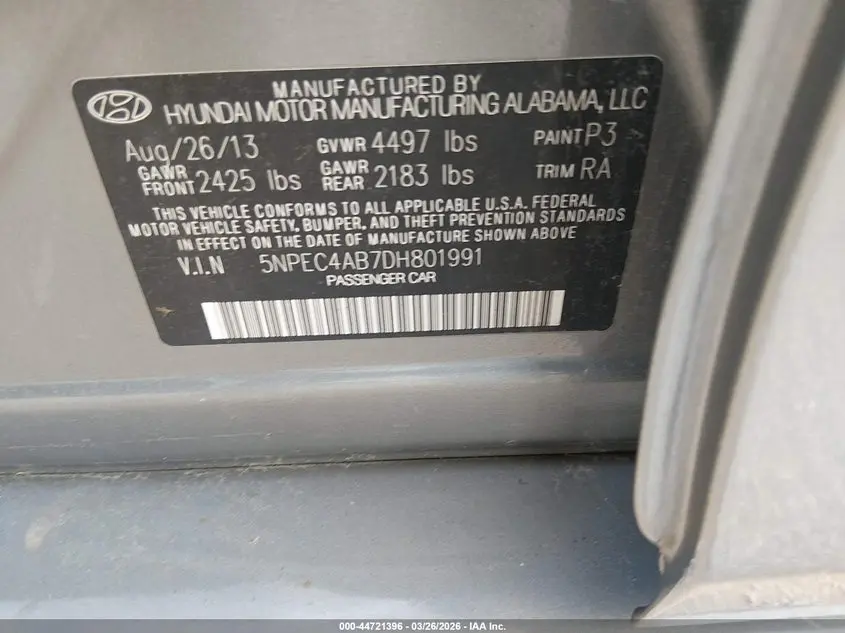 MANUFACTURED BY
HYUNDAI MOTOR MANUFACTURING ALABAMA, LLC
Aug/26/13 GVWR 4497 lbs PAINT P3
GAWR FRONT 2425 lbs GAWR REAR 2183 lbs TRIM RA
THIS VEHICLE CONFORMS TO ALL APPLICABLE U.S.A. FEDERAL
MOTOR VEHICLE SAFETY, BUMPER, AND THEFT PREVENTION STANDARDS
IN EFFECT ON THE DATE OF MANUFACTURE SHOWN ABOVE
V.I.N 5NPEC4AB7DH801991
PASSENGER CAR
000-44721396 | 03/26/2026 | IAA Inc.